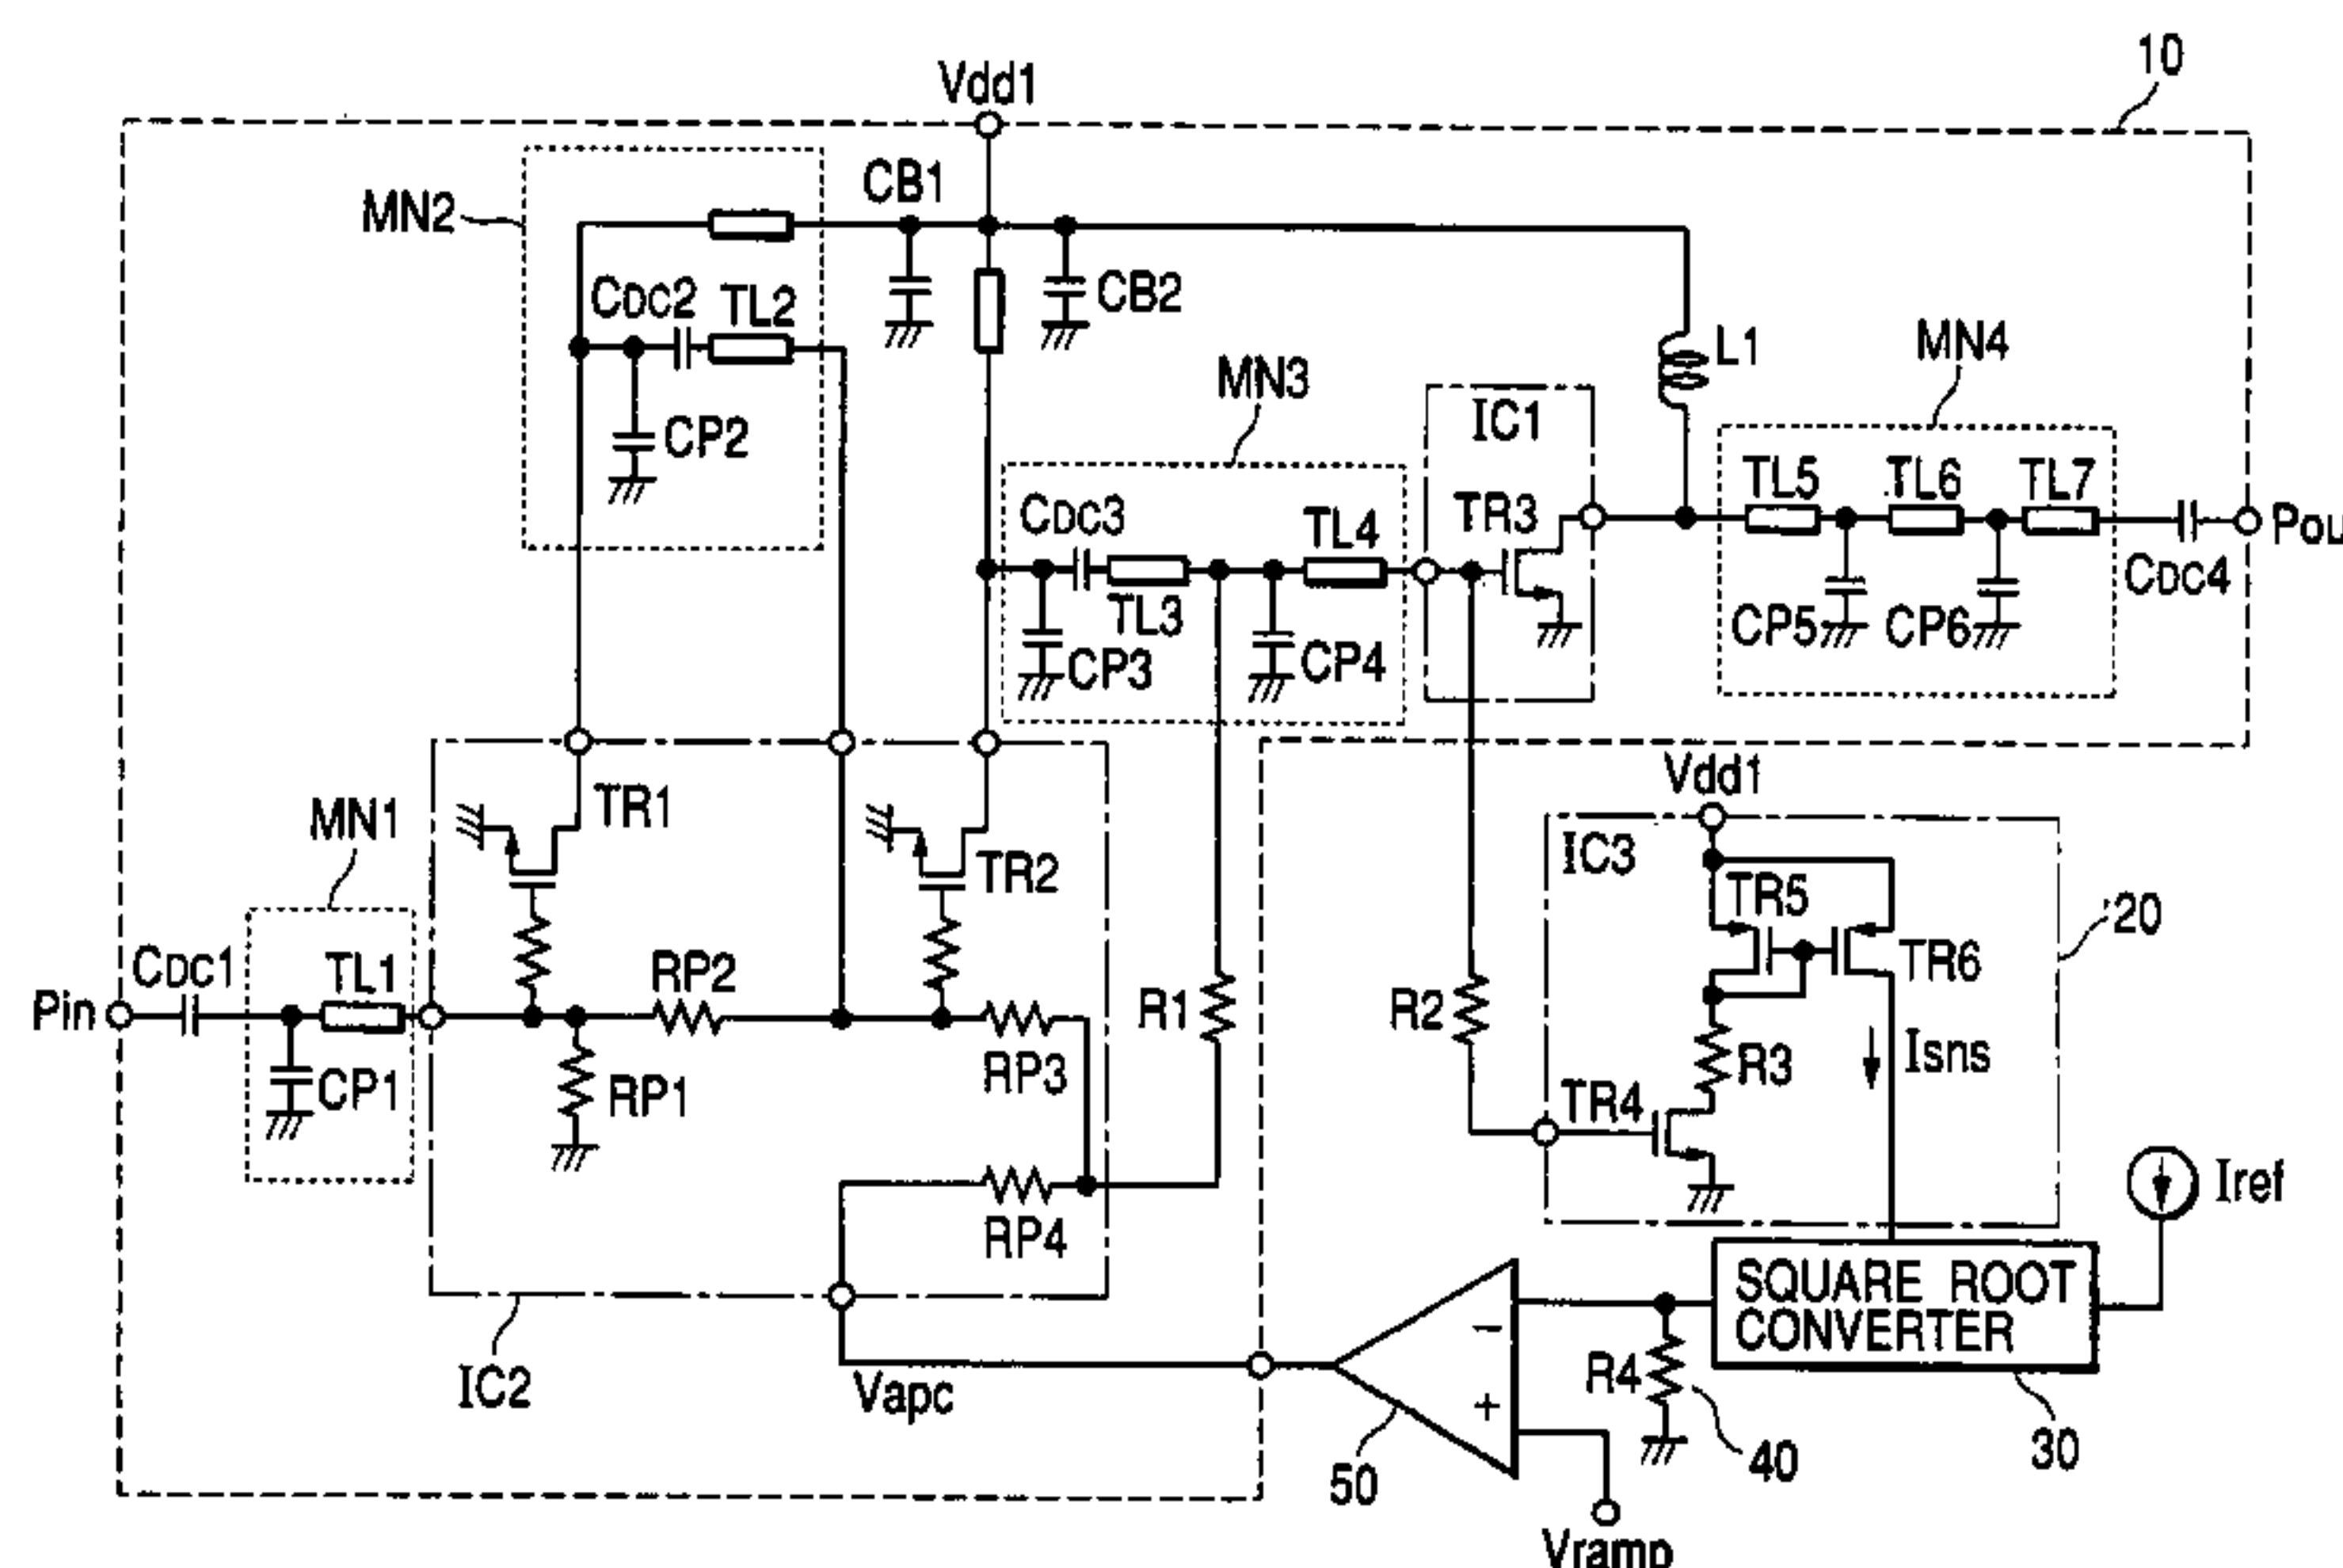 10
Vdd1
CB1
MN2
CDC2
TL2
CB2
CP2
MN3
L1
MN4
IC1
CDC3
TL4
TR3
TL5
TL6
TL7
Pou
TL3
CP3
CP4
CP5
CP6
CDC4
Vdd1
MN1
TR1
TR2
IC3
TR5
20
TR6
CDC1
TL1
RP2
Pin
R1
R2
CP1
RP1
RP3
R3
Isns
TR4
Iref
RP4
SQUARE ROOT
CONVERTER
−
R4
IC2
Vapc
+
50
40
30
Vramp